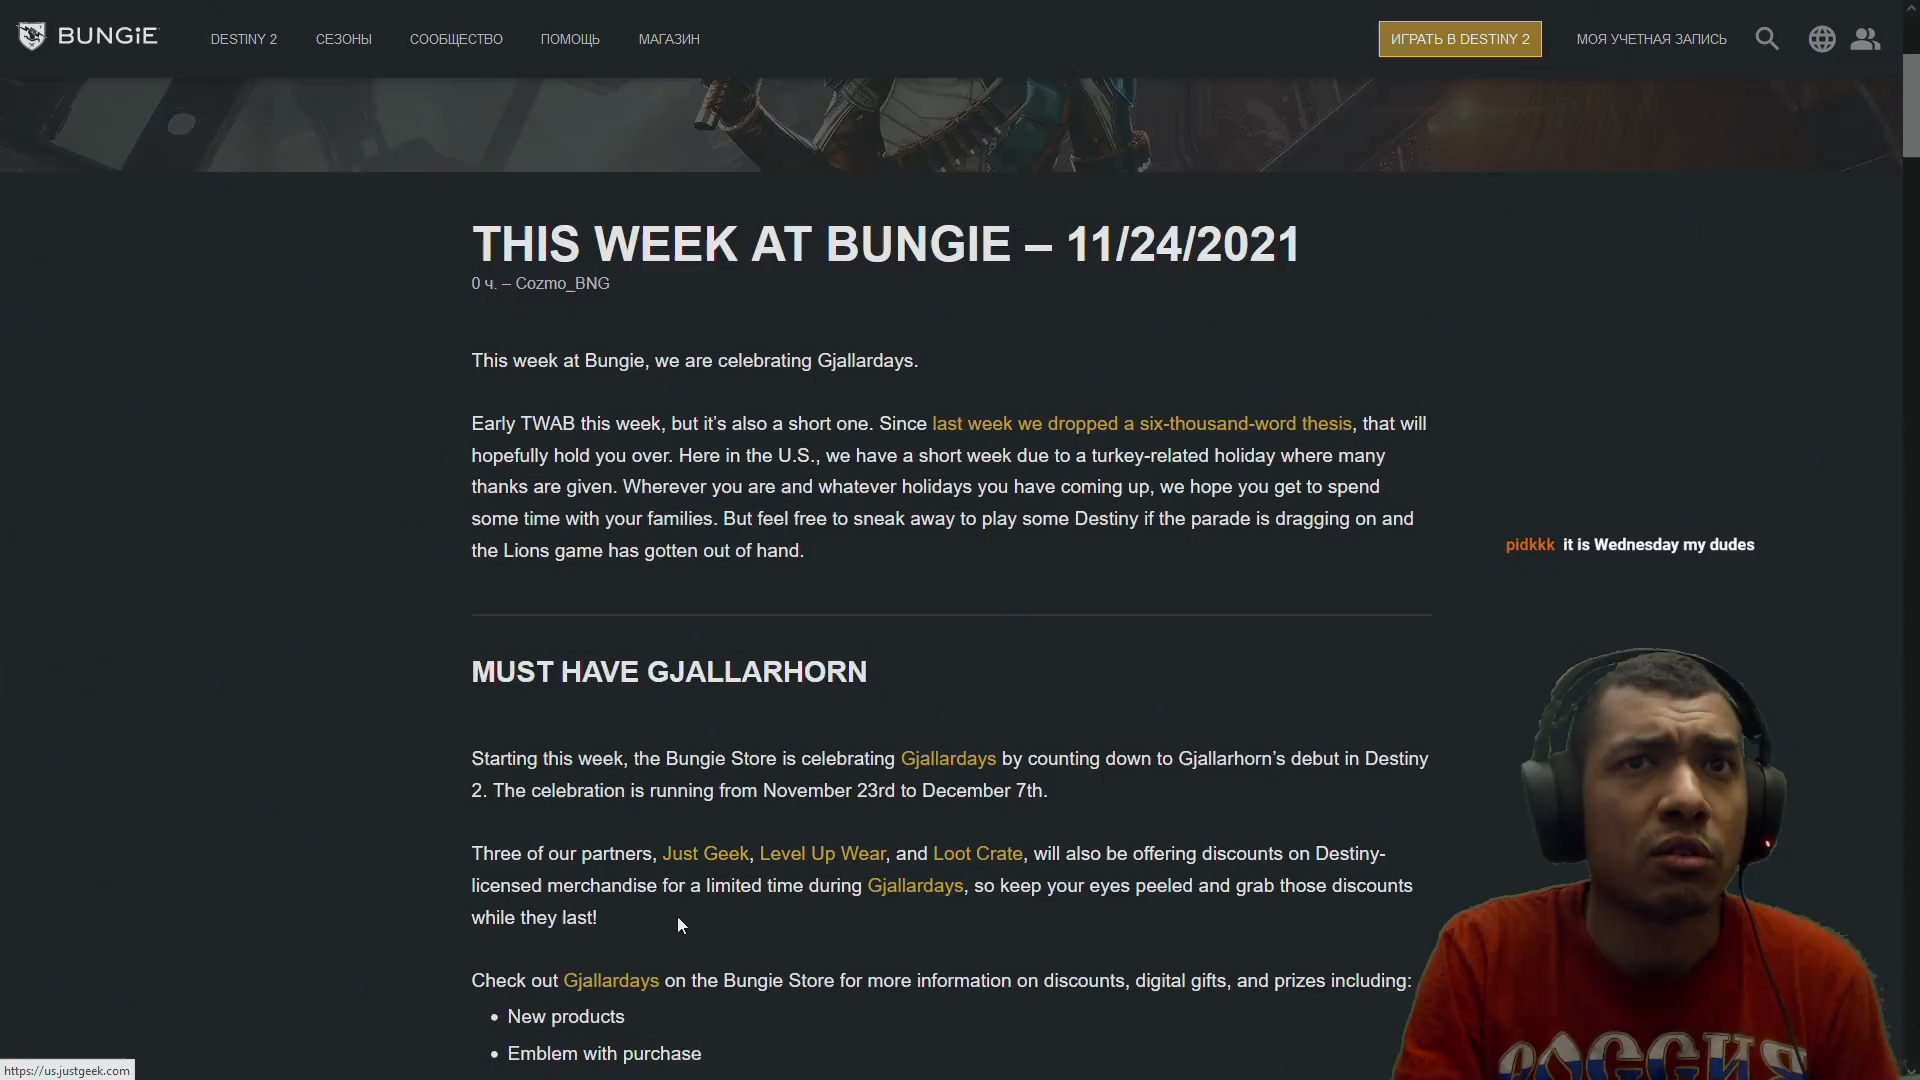 BUNGiE
DESTINY 2
СЕЗОНЫ
СООБЩЕСТВО
ПОМОЩЬ
МАГАЗИН
ИГРАТЬ В DESTINY 2
МОЯ УЧЕТНАЯ ЗАПИСЬ
THIS WEEK AT BUNGIE – 11/24/2021
0 ч. – Cozmo_BNG
This week at Bungie, we are celebrating Gjallardays.
Early TWAB this week, but it’s also a short one. Since last week we dropped a six-thousand-word thesis, that will
hopefully hold you over. Here in the U.S., we have a short week due to a turkey-related holiday where many
thanks are given. Wherever you are and whatever holidays you have coming up, we hope you get to spend
some time with your families. But feel free to sneak away to play some Destiny if the parade is dragging on and
the Lions game has gotten out of hand.
pidkkk it is Wednesday my dudes
MUST HAVE GJALLARHORN
Starting this week, the Bungie Store is celebrating Gjallardays by counting down to Gjallarhorn’s debut in Destiny
2. The celebration is running from November 23rd to December 7th.
Three of our partners, Just Geek, Level Up Wear, and Loot Crate, will also be offering discounts on Destiny-
licensed merchandise for a limited time during Gjallardays, so keep your eyes peeled and grab those discounts
while they last!
Check out Gjallardays on the Bungie Store for more information on discounts, digital gifts, and prizes including:
• New products
• Emblem with purchase
https://us.justgeek.com
РОССИЯ